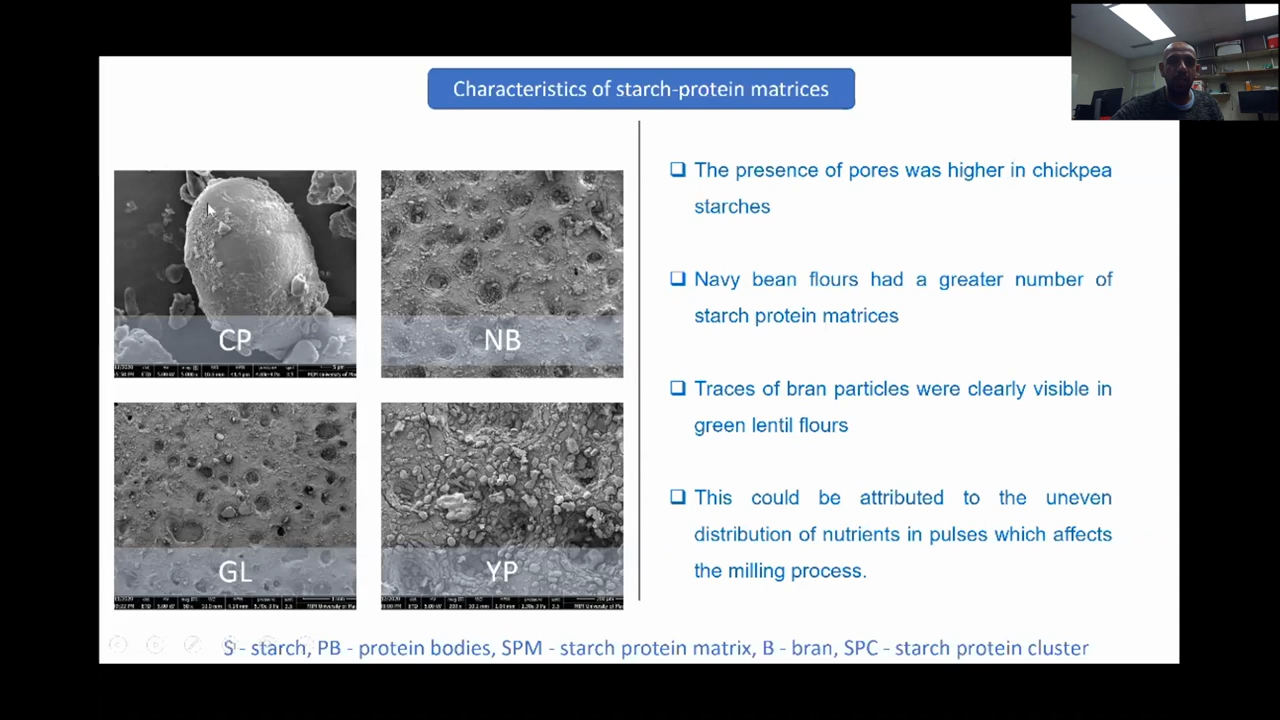 Characteristics of starch-protein matrices
CP
NB
GL
YP
❑ The presence of pores was higher in chickpea
starches
❑ Navy bean flours had a greater number of
starch protein matrices
❑ Traces of bran particles were clearly visible in
green lentil flours
❑ This could be attributed to the uneven
distribution of nutrients in pulses which affects
the milling process.
S - starch, PB - protein bodies, SPM - starch protein matrix, B - bran, SPC - starch protein cluster